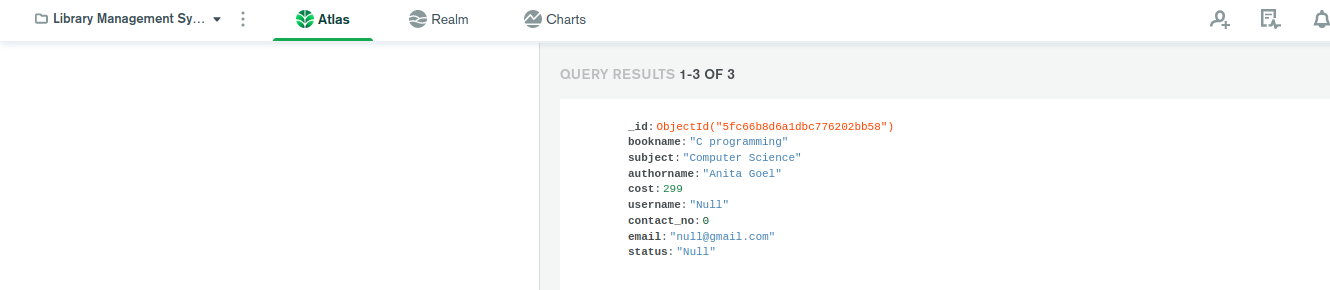 Library Management Sy...
Atlas
Realm
Charts
QUERY RESULTS 1-3 OF 3
_id: ObjectId("5fc66b8d6a1dbc776202bb58")
bookname: "C programming"
subject: "Computer Science"
authorname: "Anita Goel"
cost: 299
username: "Null"
contact_no: 0
email: "null@gmail.com"
status: "Null"